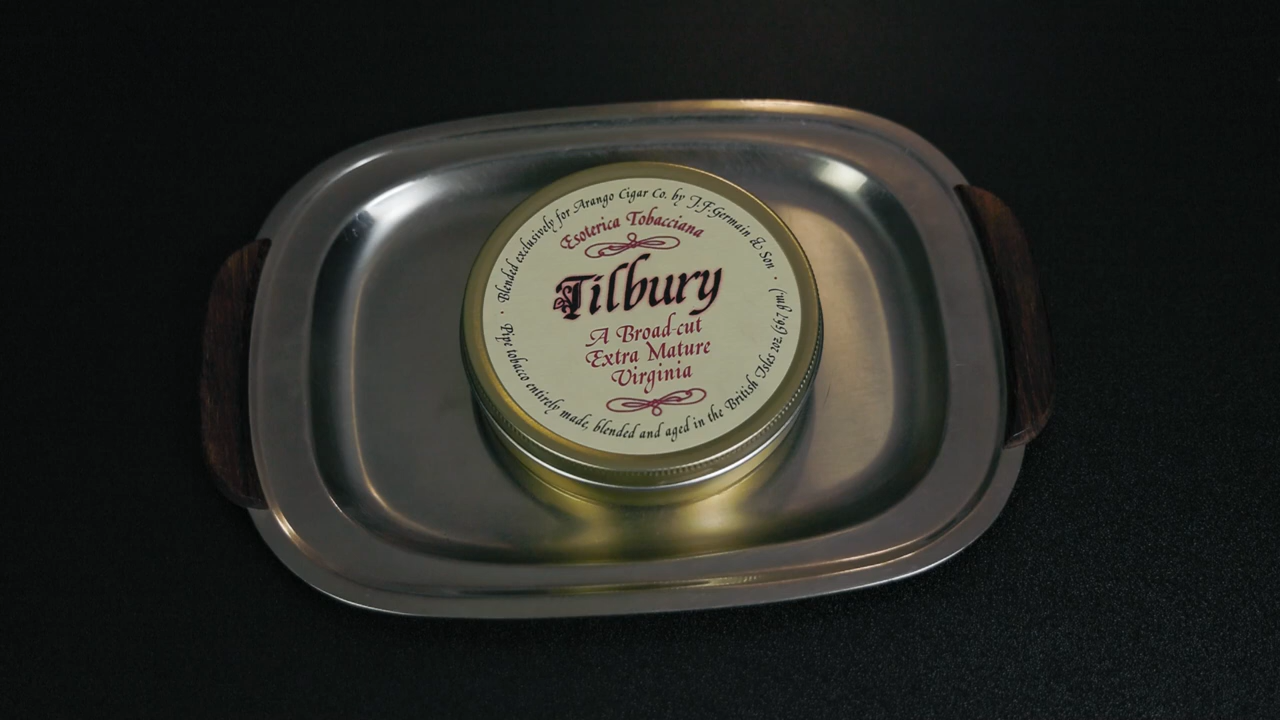 Blended exclusively for Arango Cigar Co. by J.F.Germain & Son
Esoterica Tobacciana
Tilbury
A Broad-cut
Extra Mature
Virginia
Pipe tobacco entirely made, blended and aged in the British Isles 2oz (56.7 gm.)